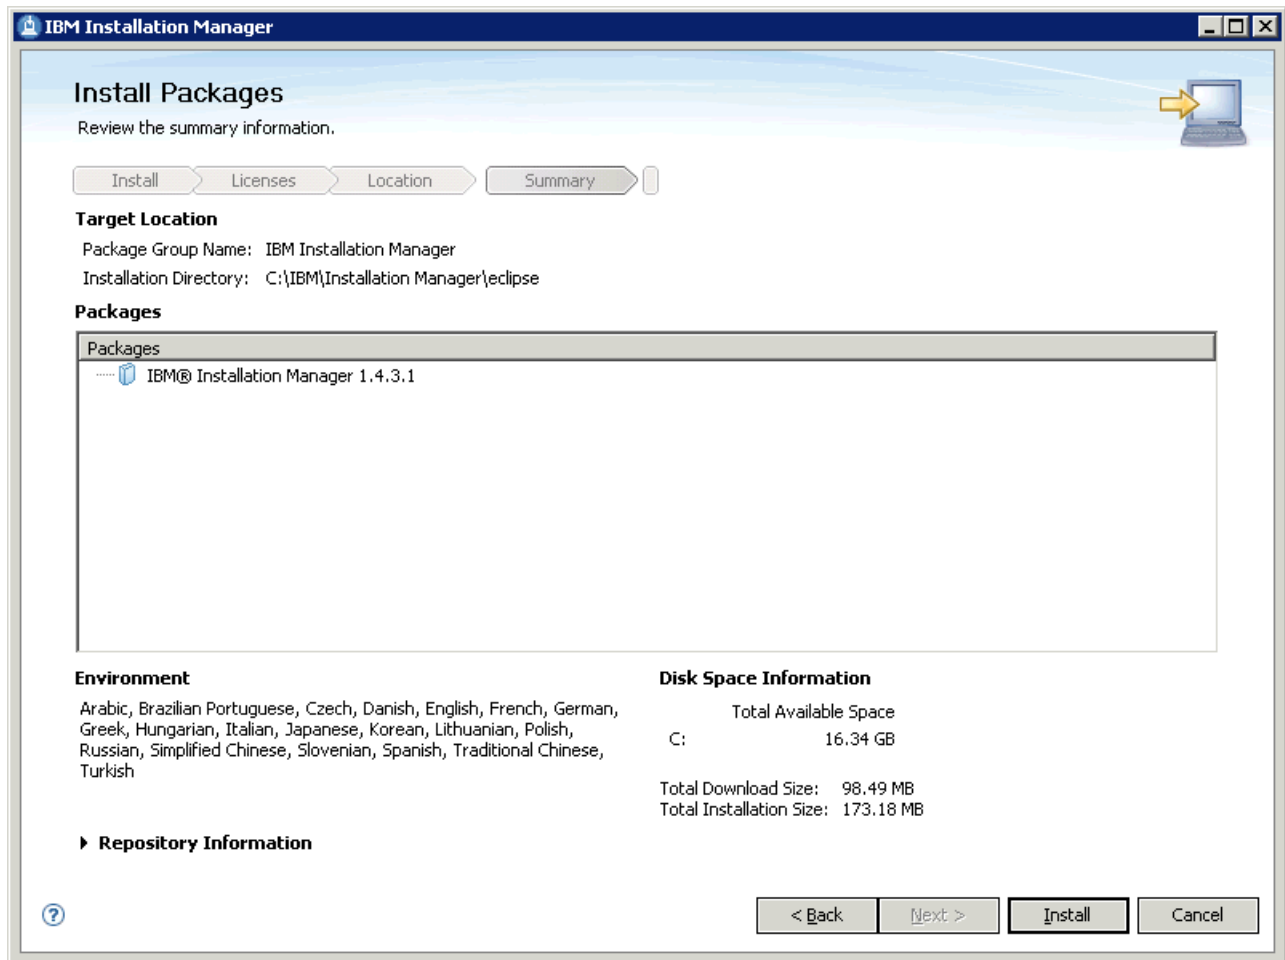 IBM Installation Manager
Install Packages
Review the summary information.
Install Licenses Location Summary
Target Location
Package Group Name: IBM Installation Manager
Installation Directory: C:\IBM\Installation Manager\eclipse
Packages
Packages
IBM® Installation Manager 1.4.3.1
Environment
Arabic, Brazilian Portuguese, Czech, Danish, English, French, German,
Greek, Hungarian, Italian, Japanese, Korean, Lithuanian, Polish,
Russian, Simplified Chinese, Slovenian, Spanish, Traditional Chinese,
Turkish
Disk Space Information
Total Available Space
C: 16.34 GB
Total Download Size: 98.49 MB
Total Installation Size: 173.18 MB
Repository Information
? < Back Next > Install Cancel